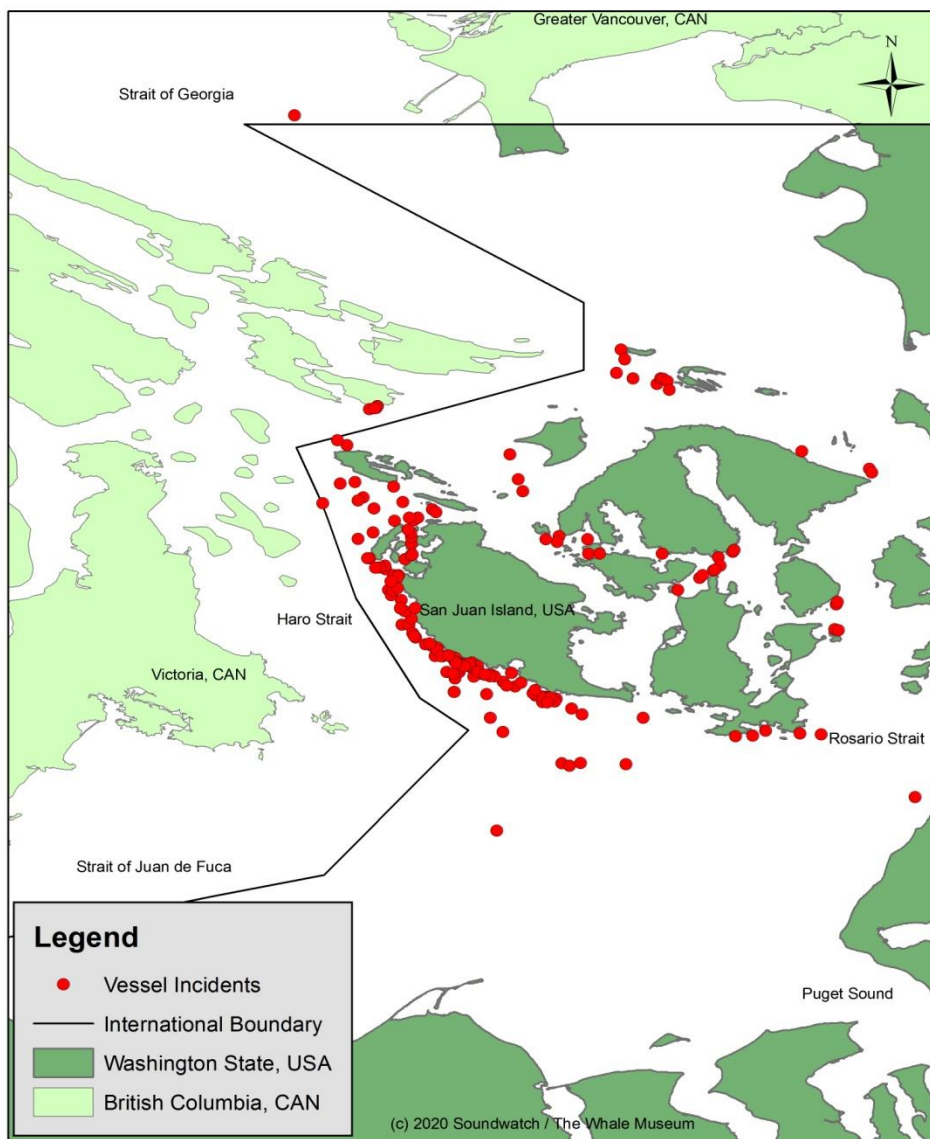 Greater Vancouver, CAN
N
Strait of Georgia
San Juan Island, USA
Haro Strait
Victoria, CAN
Rosario Strait
Strait of Juan de Fuca
Legend
Vessel Incidents
International Boundary
Washington State, USA
British Columbia, CAN
Puget Sound
(c) 2020 Soundwatch / The Whale Museum